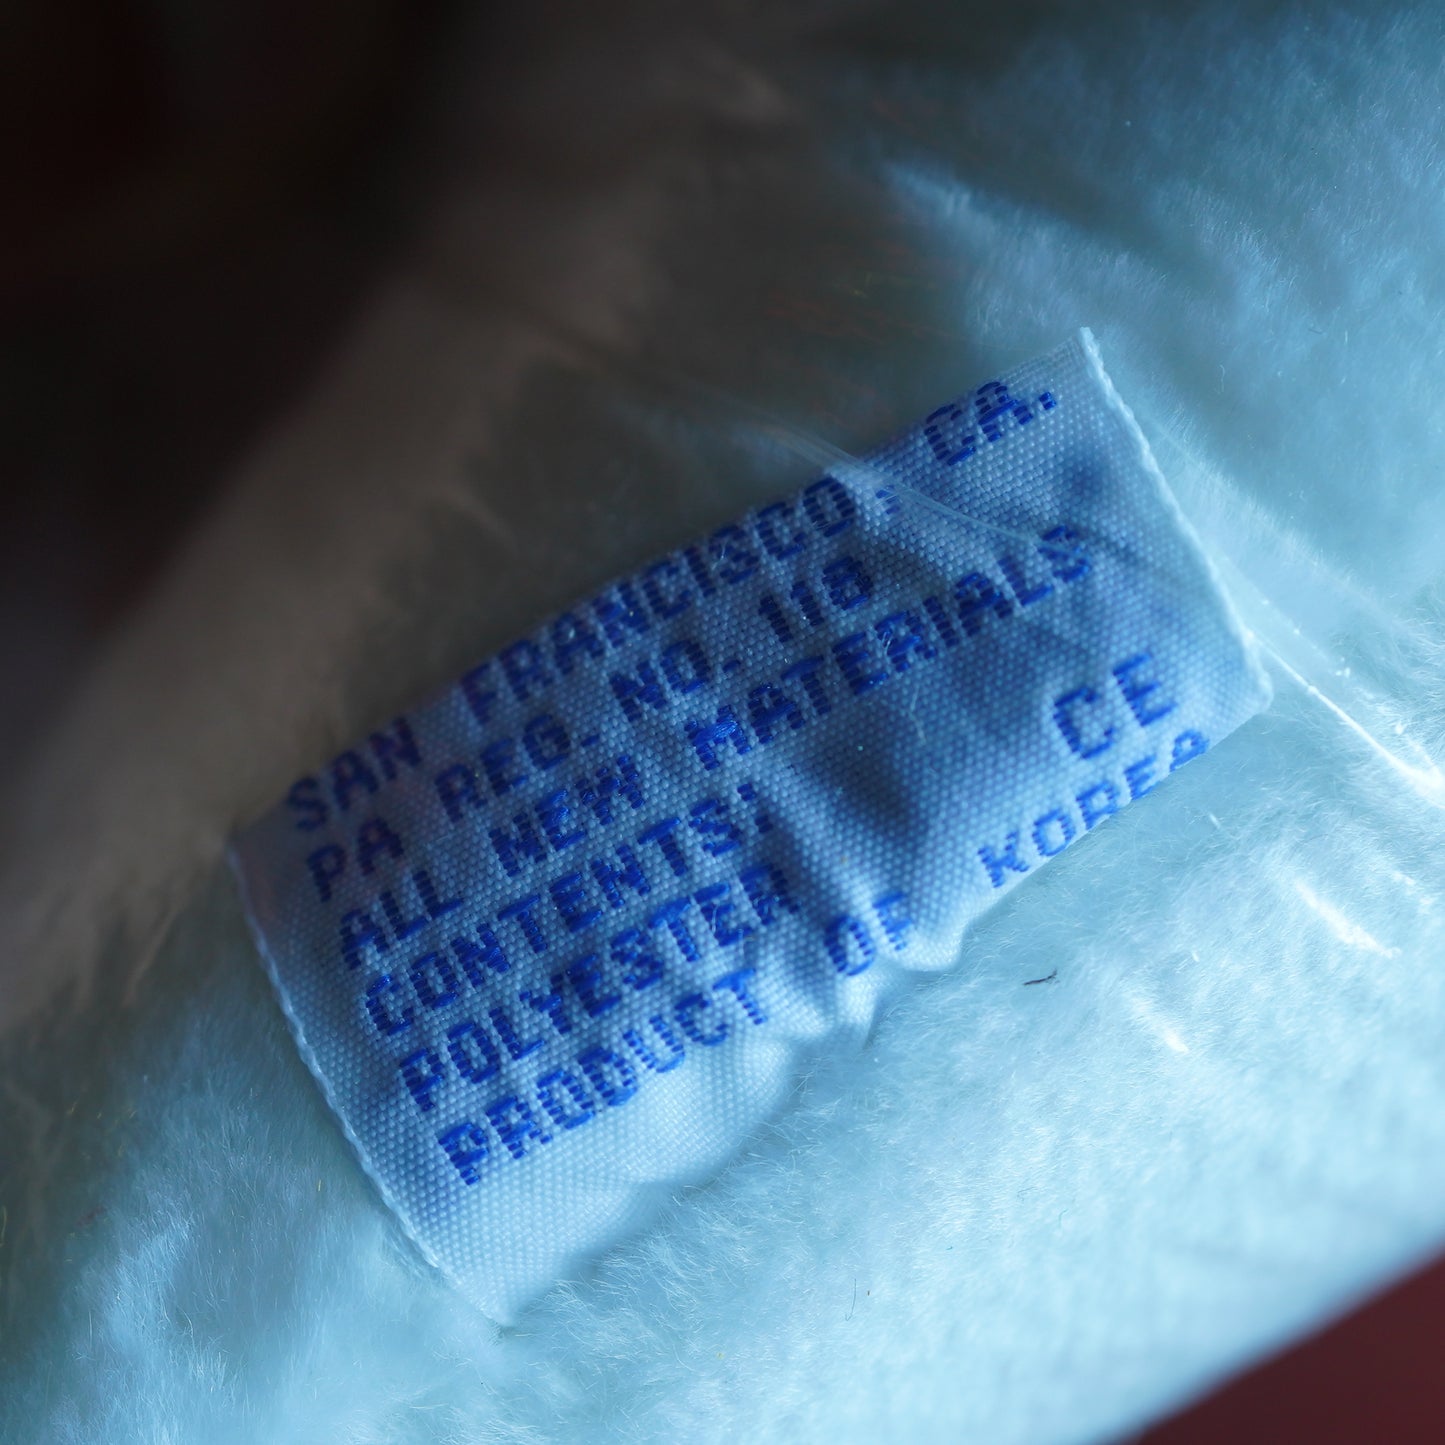 SAN FRANCISCO, CA.
PA REG. NO. 118
ALL NEW MATERIALS
CONTENTS:
POLYESTER CE
PRODUCT OF KOREA